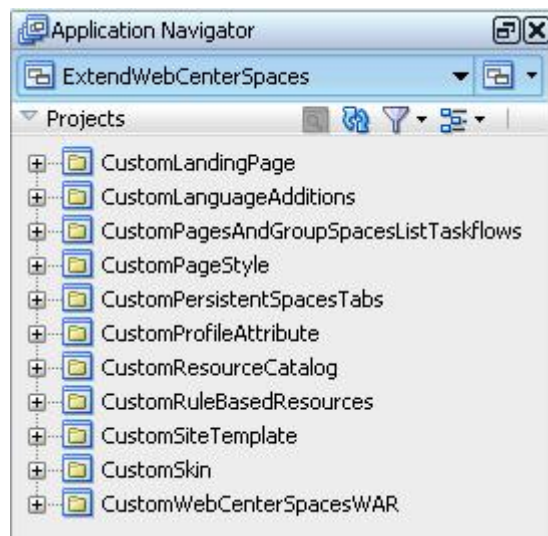 Application Navigator
ExtendWebCenterSpaces
Projects
CustomLandingPage
CustomLanguageAdditions
CustomPagesAndGroupSpacesListTaskflows
CustomPageStyle
CustomPersistentSpacesTabs
CustomProfileAttribute
CustomResourceCatalog
CustomRuleBasedResources
CustomSiteTemplate
CustomSkin
CustomWebCenterSpacesWAR